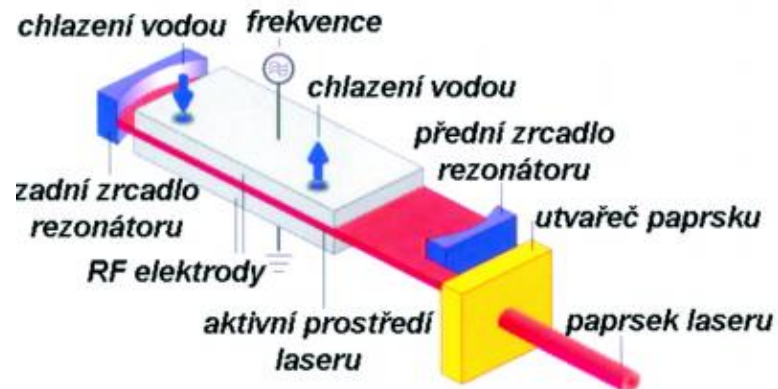 chlazení vodou
frekvence
chlazení vodou
přední zrcadlo
rezonátoru
zadní zrcadlo
rezonátoru
utvařeč paprsku
RF elektrody
aktivní prostředí
laseru
paprsek laseru